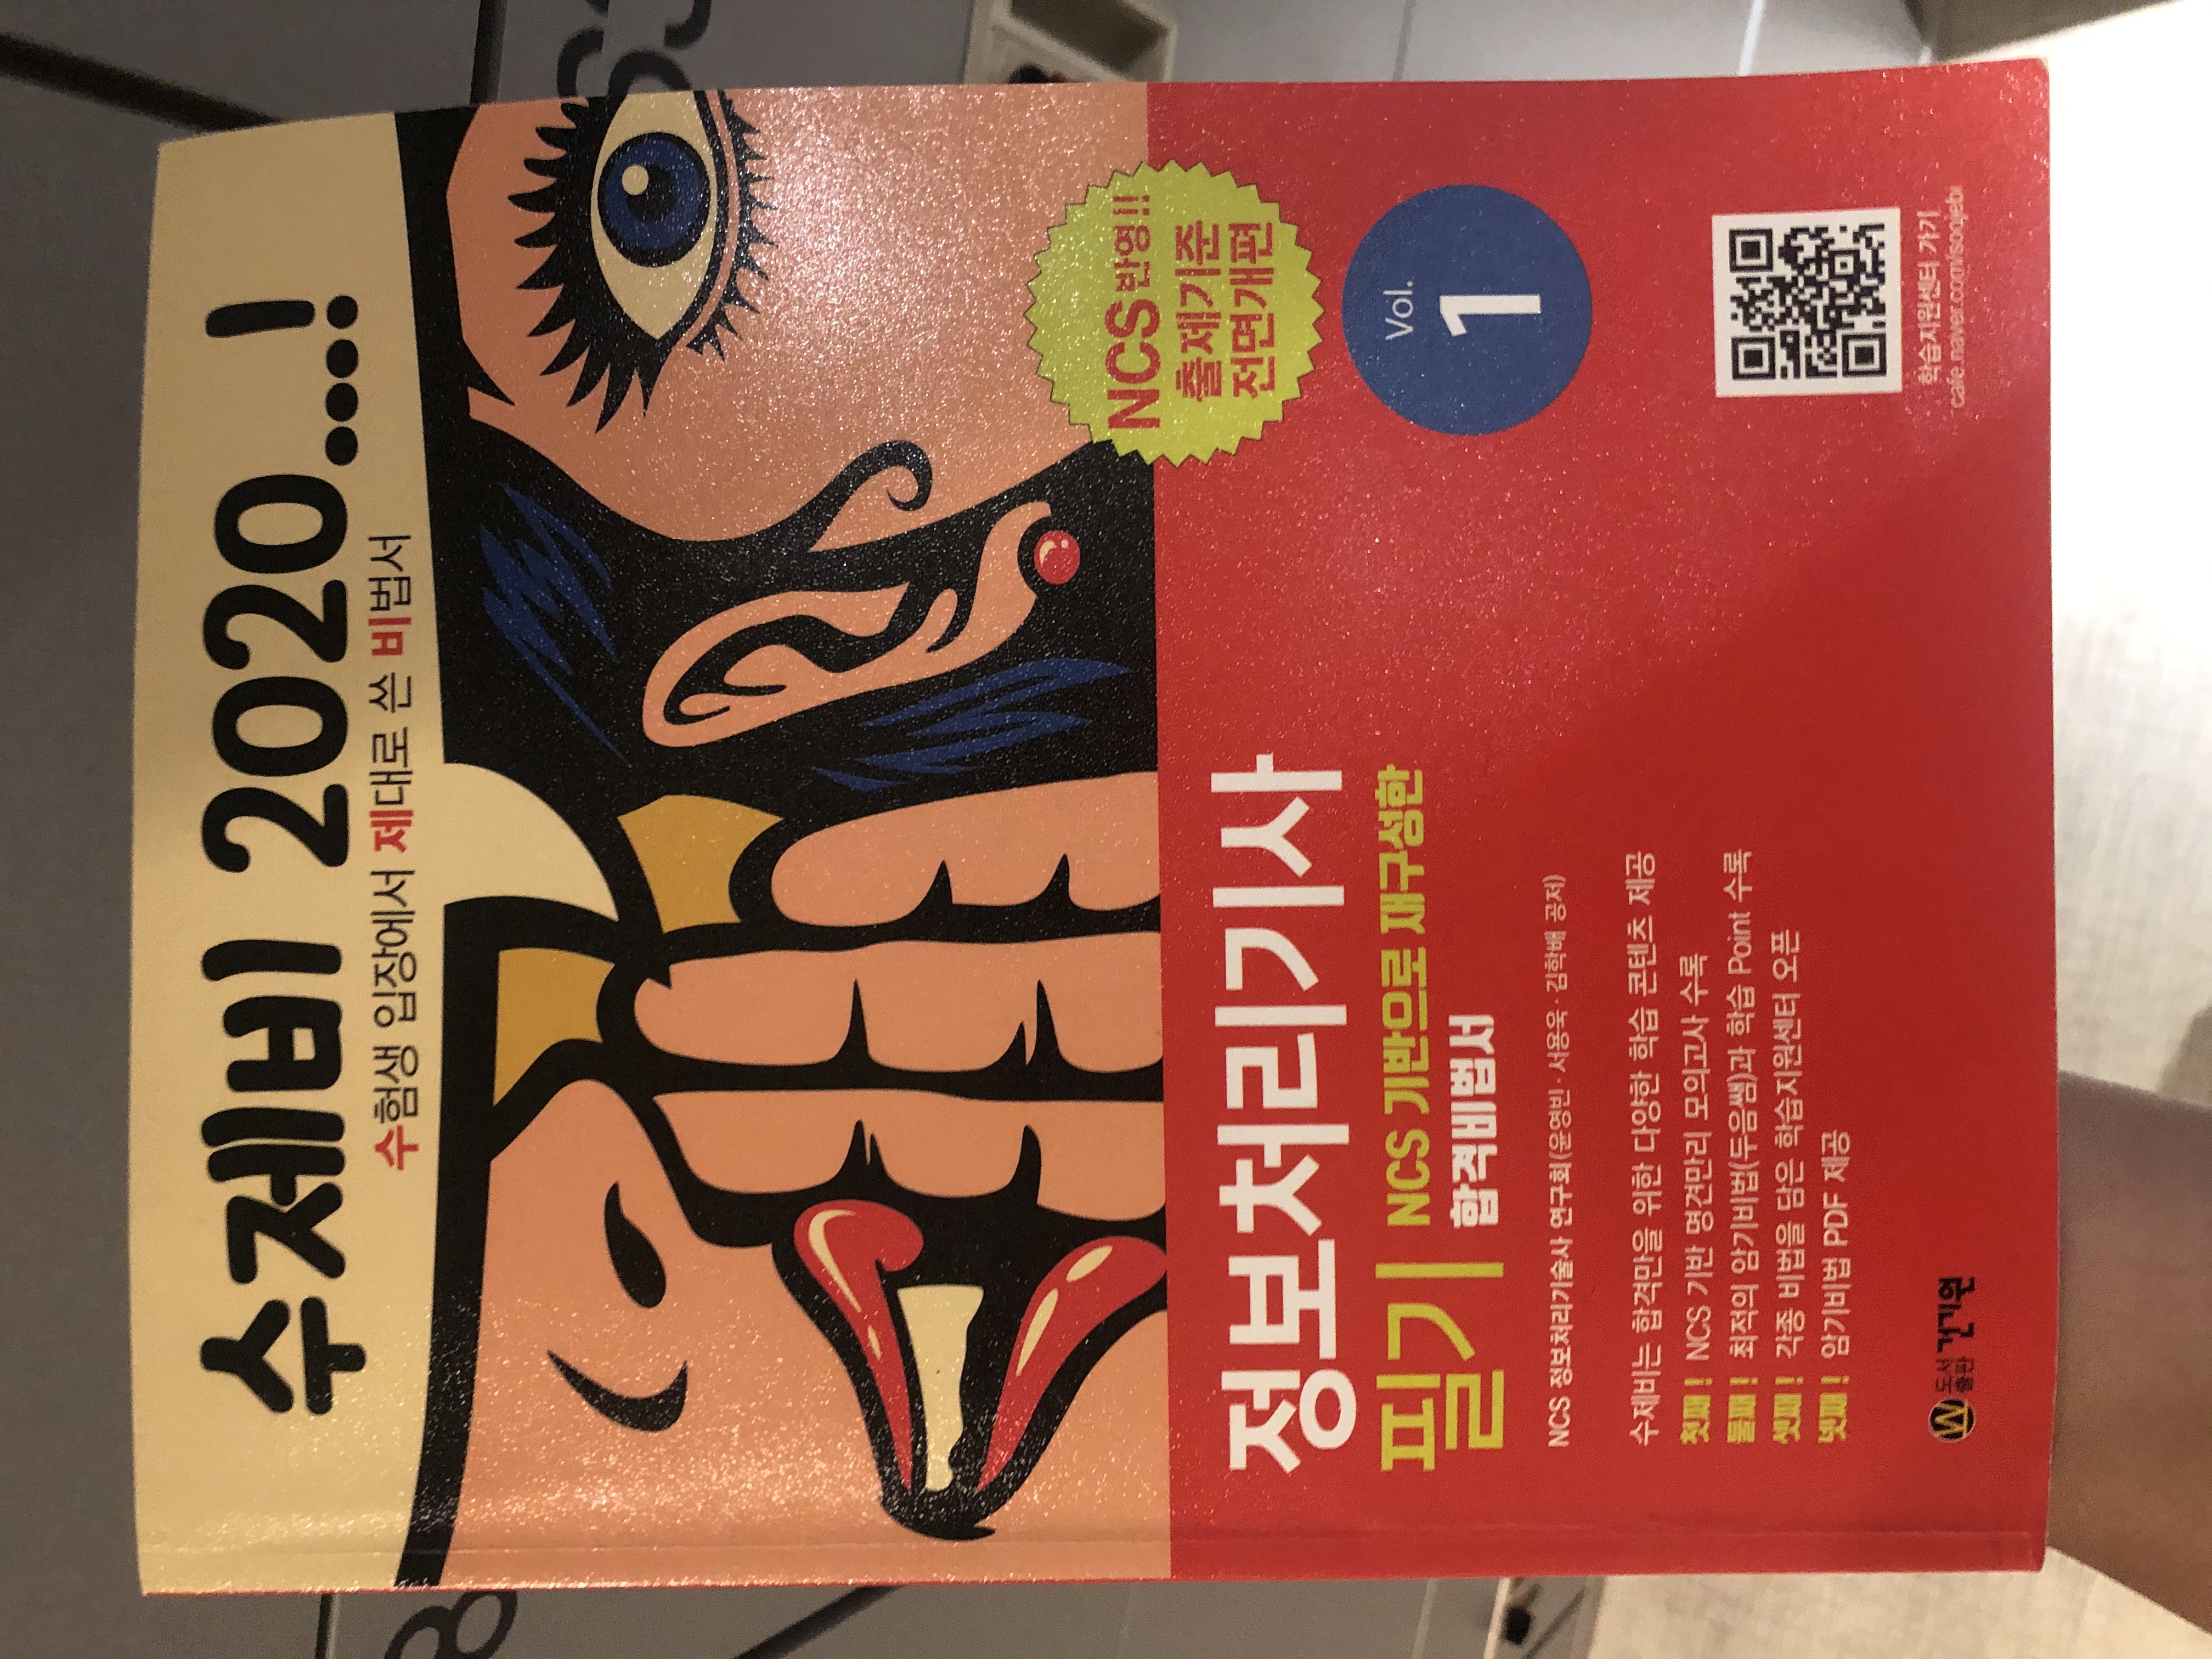 수제비 2020...!
수험생 입장에서 제대로 쓴 비법서
NCS 반영!!
출제기준
전면개편
정보처리기사
필기 NCS 기반으로 재구성한
합격비법서
Vol.
1
NCS 정보처리기술사 연구회(윤영빈·서용욱·김학배 공저)
수제비는 합격만을 위한 다양한 학습 콘텐츠 제공
첫째! NCS 기반 명견만리 모의고사 수록
둘째! 최적의 암기비법(두음쌤)과 학습 Point 수록
셋째! 각종 비법을 담은 학습지원센터 오픈
넷째! 암기비법 PDF 제공
도서
출판 건기원
학습지원센터 가기
cafe.naver.com/soojebi